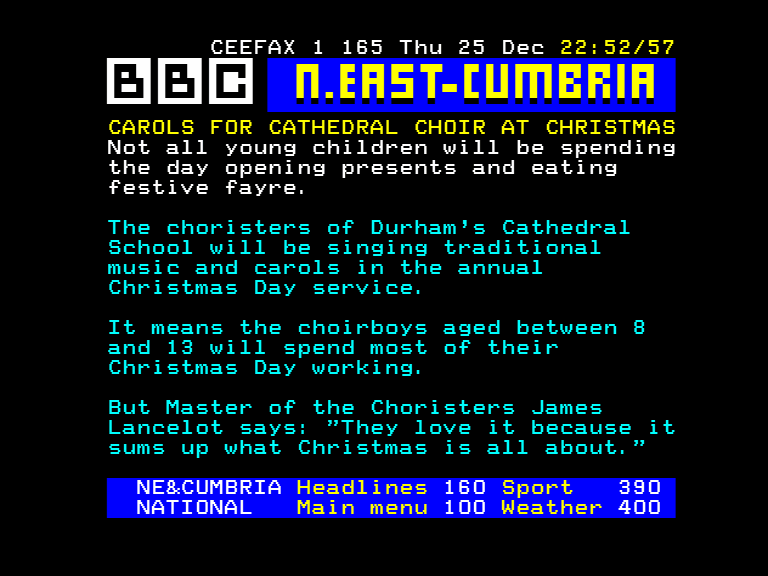 CEEFAX 1 165 Thu 25 Dec 22:52/57
BBC N.EAST-CUMBRIA
CAROLS FOR CATHEDRAL CHOIR AT CHRISTMAS
Not all young children will be spending
the day opening presents and eating
festive fayre.
The choristers of Durham's Cathedral
School will be singing traditional
music and carols in the annual
Christmas Day service.
It means the choirboys aged between 8
and 13 will spend most of their
Christmas Day working.
But Master of the Choristers James
Lancelot says: "They love it because it
sums up what Christmas is all about."
NE&CUMBRIA Headlines 160 Sport 390
NATIONAL Main menu 100 Weather 400